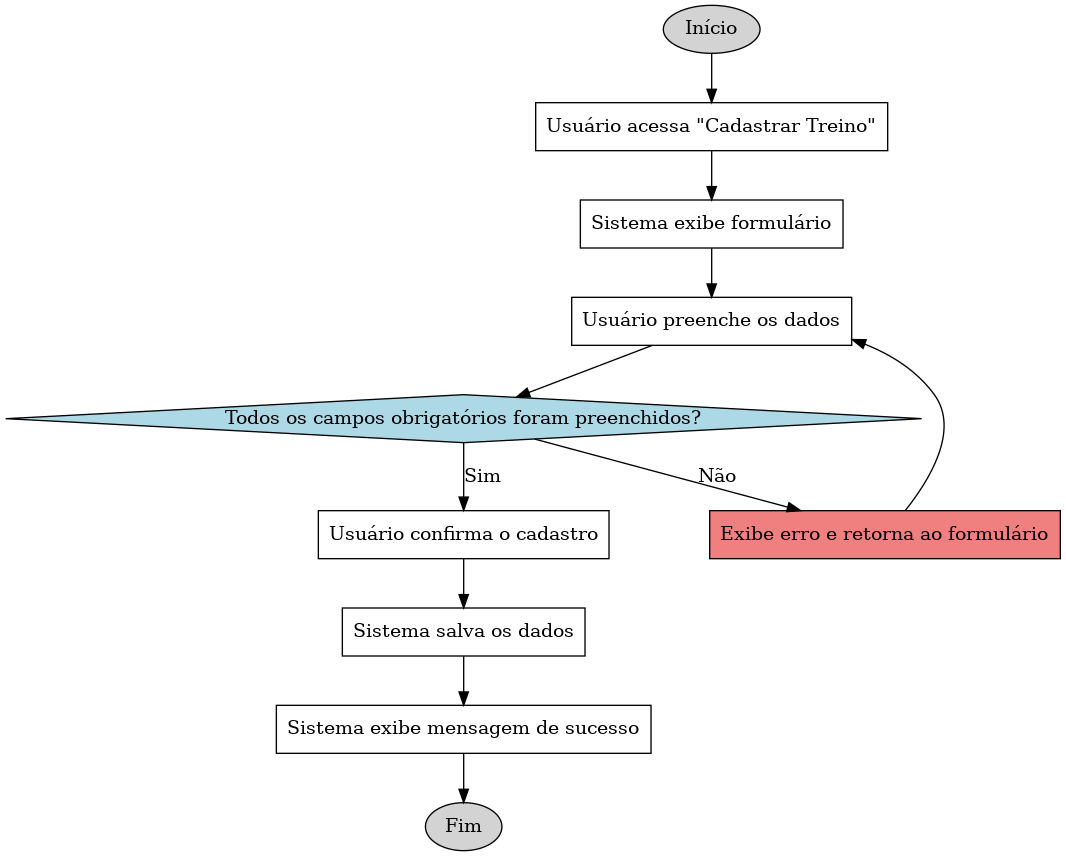 Início
Usuário acessa "Cadastrar Treino"
Sistema exibe formulário
Usuário preenche os dados
Todos os campos obrigatórios foram preenchidos?
Sim
Não
Usuário confirma o cadastro
Exibe erro e retorna ao formulário
Sistema salva os dados
Sistema exibe mensagem de sucesso
Fim